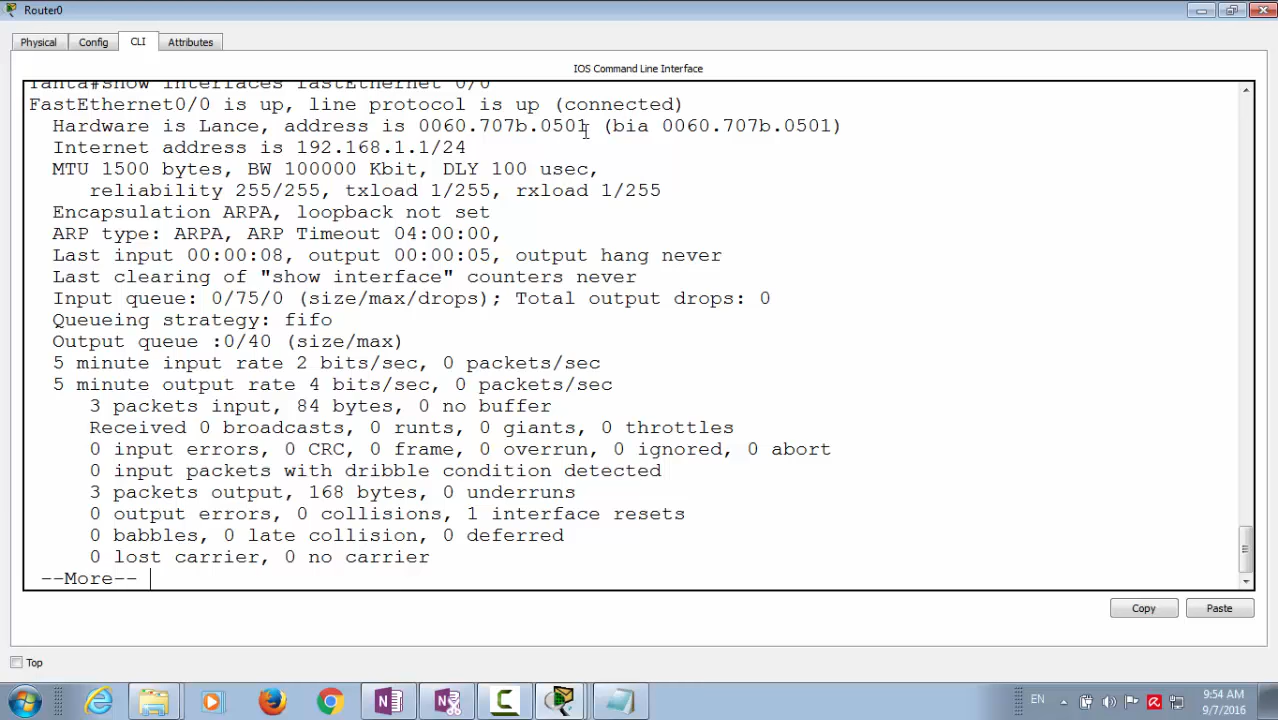 Router0
Physical Config CLI Attributes
IOS Command Line Interface
Tanta#show interfaces fastEthernet 0/0
FastEthernet0/0 is up, line protocol is up (connected)
Hardware is Lance, address is 0060.707b.0501 (bia 0060.707b.0501)
Internet address is 192.168.1.1/24
MTU 1500 bytes, BW 100000 Kbit, DLY 100 usec,
reliability 255/255, txload 1/255, rxload 1/255
Encapsulation ARPA, loopback not set
ARP type: ARPA, ARP Timeout 04:00:00,
Last input 00:00:08, output 00:00:05, output hang never
Last clearing of "show interface" counters never
Input queue: 0/75/0 (size/max/drops); Total output drops: 0
Queueing strategy: fifo
Output queue :0/40 (size/max)
5 minute input rate 2 bits/sec, 0 packets/sec
5 minute output rate 4 bits/sec, 0 packets/sec
3 packets input, 84 bytes, 0 no buffer
Received 0 broadcasts, 0 runts, 0 giants, 0 throttles
0 input errors, 0 CRC, 0 frame, 0 overrun, 0 ignored, 0 abort
0 input packets with dribble condition detected
3 packets output, 168 bytes, 0 underruns
0 output errors, 0 collisions, 1 interface resets
0 babbles, 0 late collision, 0 deferred
0 lost carrier, 0 no carrier
--More--
Copy Paste
Top
EN 9:54 AM
9/7/2016